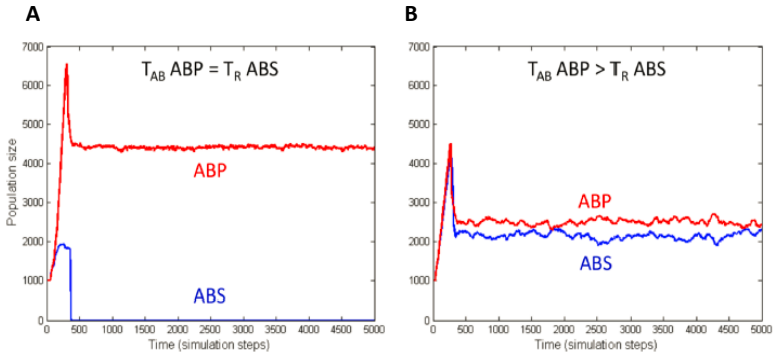 A
T_AB ABP = T_R ABS
Population size
7000
6000
5000
4000
3000
2000
1000
0
ABP
ABS
0 500 1000 1500 2000 2500 3000 3500 4000 4500 5000
Time (simulation steps)
B
T_AB ABP > T_R ABS
7000
6000
5000
4000
3000
2000
1000
0
ABP
ABS
0 500 1000 1500 2000 2500 3000 3500 4000 4500 5000
Time (simulation steps)